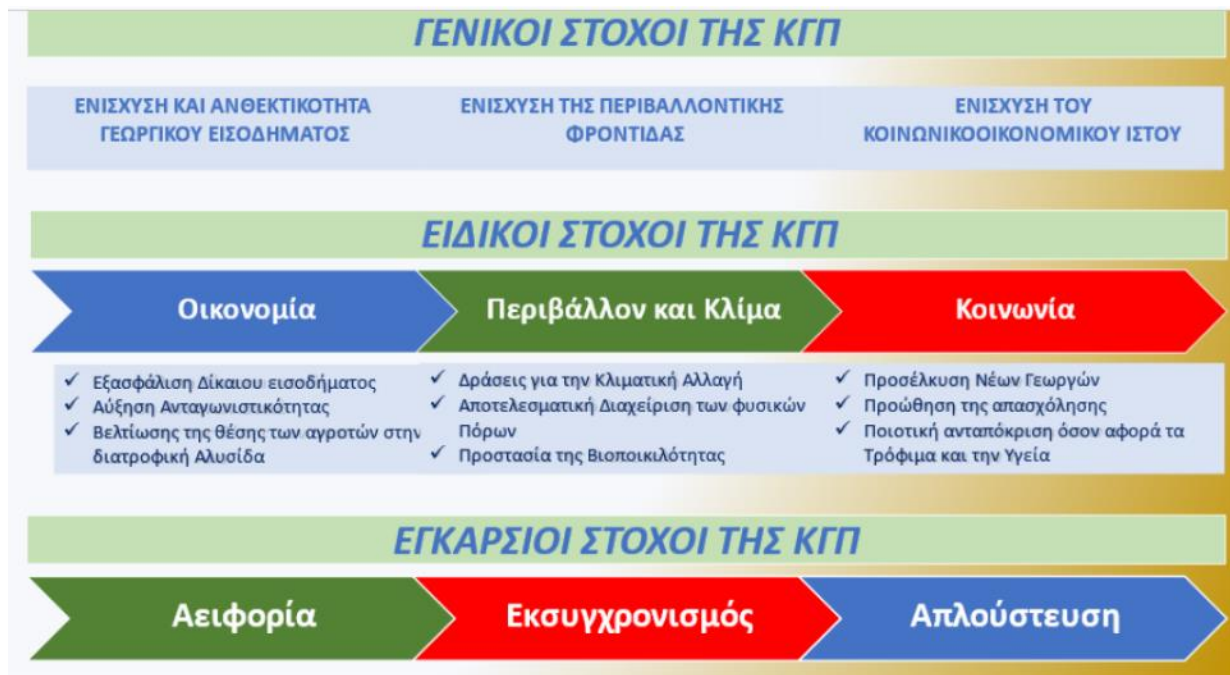 ΓΕΝΙΚΟΙ ΣΤΟΧΟΙ ΤΗΣ ΚΓΠ
ΕΝΙΣΧΥΣΗ ΚΑΙ ΑΝΘΕΚΤΙΚΟΤΗΤΑ
ΓΕΩΡΓΙΚΟΥ ΕΙΣΟΔΗΜΑΤΟΣ
ΕΝΙΣΧΥΣΗ ΤΗΣ ΠΕΡΙΒΑΛΛΟΝΤΙΚΗΣ
ΦΡΟΝΤΙΔΑΣ
ΕΝΙΣΧΥΣΗ ΤΟΥ
ΚΟΙΝΩΝΙΚΟΟΙΚΟΝΟΜΙΚΟΥ ΙΣΤΟΥ
ΕΙΔΙΚΟΙ ΣΤΟΧΟΙ ΤΗΣ ΚΓΠ
Οικονομία
Περιβάλλον και Κλίμα
Κοινωνία
✓ Εξασφάλιση Δίκαιου εισοδήματος
✓ Αύξηση Ανταγωνιστικότητας
✓ Βελτίωσης της θέσης των αγροτών στην
διατροφική Αλυσίδα
✓ Δράσεις για την Κλιματική Αλλαγή
✓ Αποτελεσματική Διαχείριση των φυσικών
Πόρων
✓ Προστασία της Βιοποικιλότητας
✓ Προσέλκυση Νέων Γεωργών
✓ Προώθηση της απασχόλησης
✓ Ποιοτική ανταπόκριση όσον αφορά τα
Τρόφιμα και την Υγεία
ΕΓΚΑΡΣΙΟΙ ΣΤΟΧΟΙ ΤΗΣ ΚΓΠ
Αειφορία
Εκσυγχρονισμός
Απλούστευση